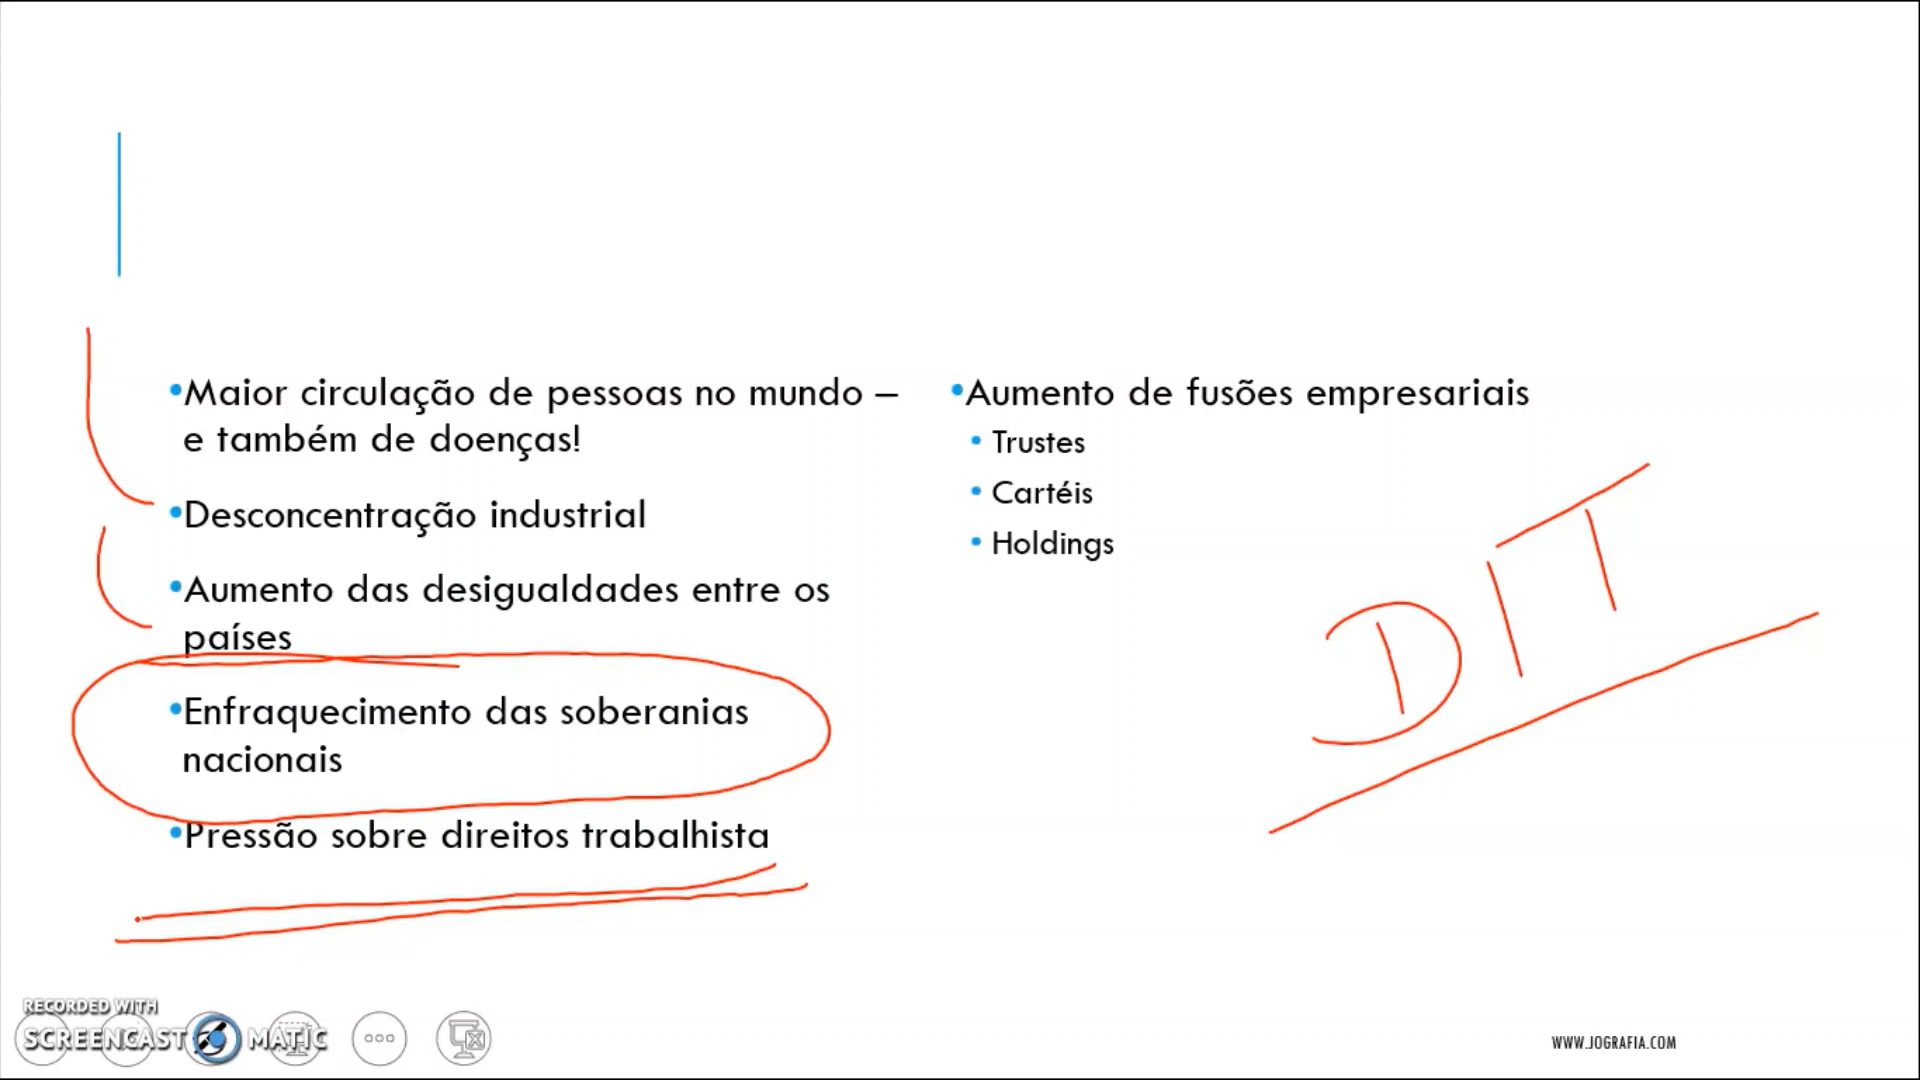 •Maior circulação de pessoas no mundo –
e também de doenças!
•Desconcentração industrial
•Aumento das desigualdades entre os
países
•Enfraquecimento das soberanias
nacionais
•Pressão sobre direitos trabalhista
•Aumento de fusões empresariais
• Trustes
• Cartéis
• Holdings
DIT
RECORDED WITH
SCREENCAST MATIC
WWW.JOGRAFIA.COM